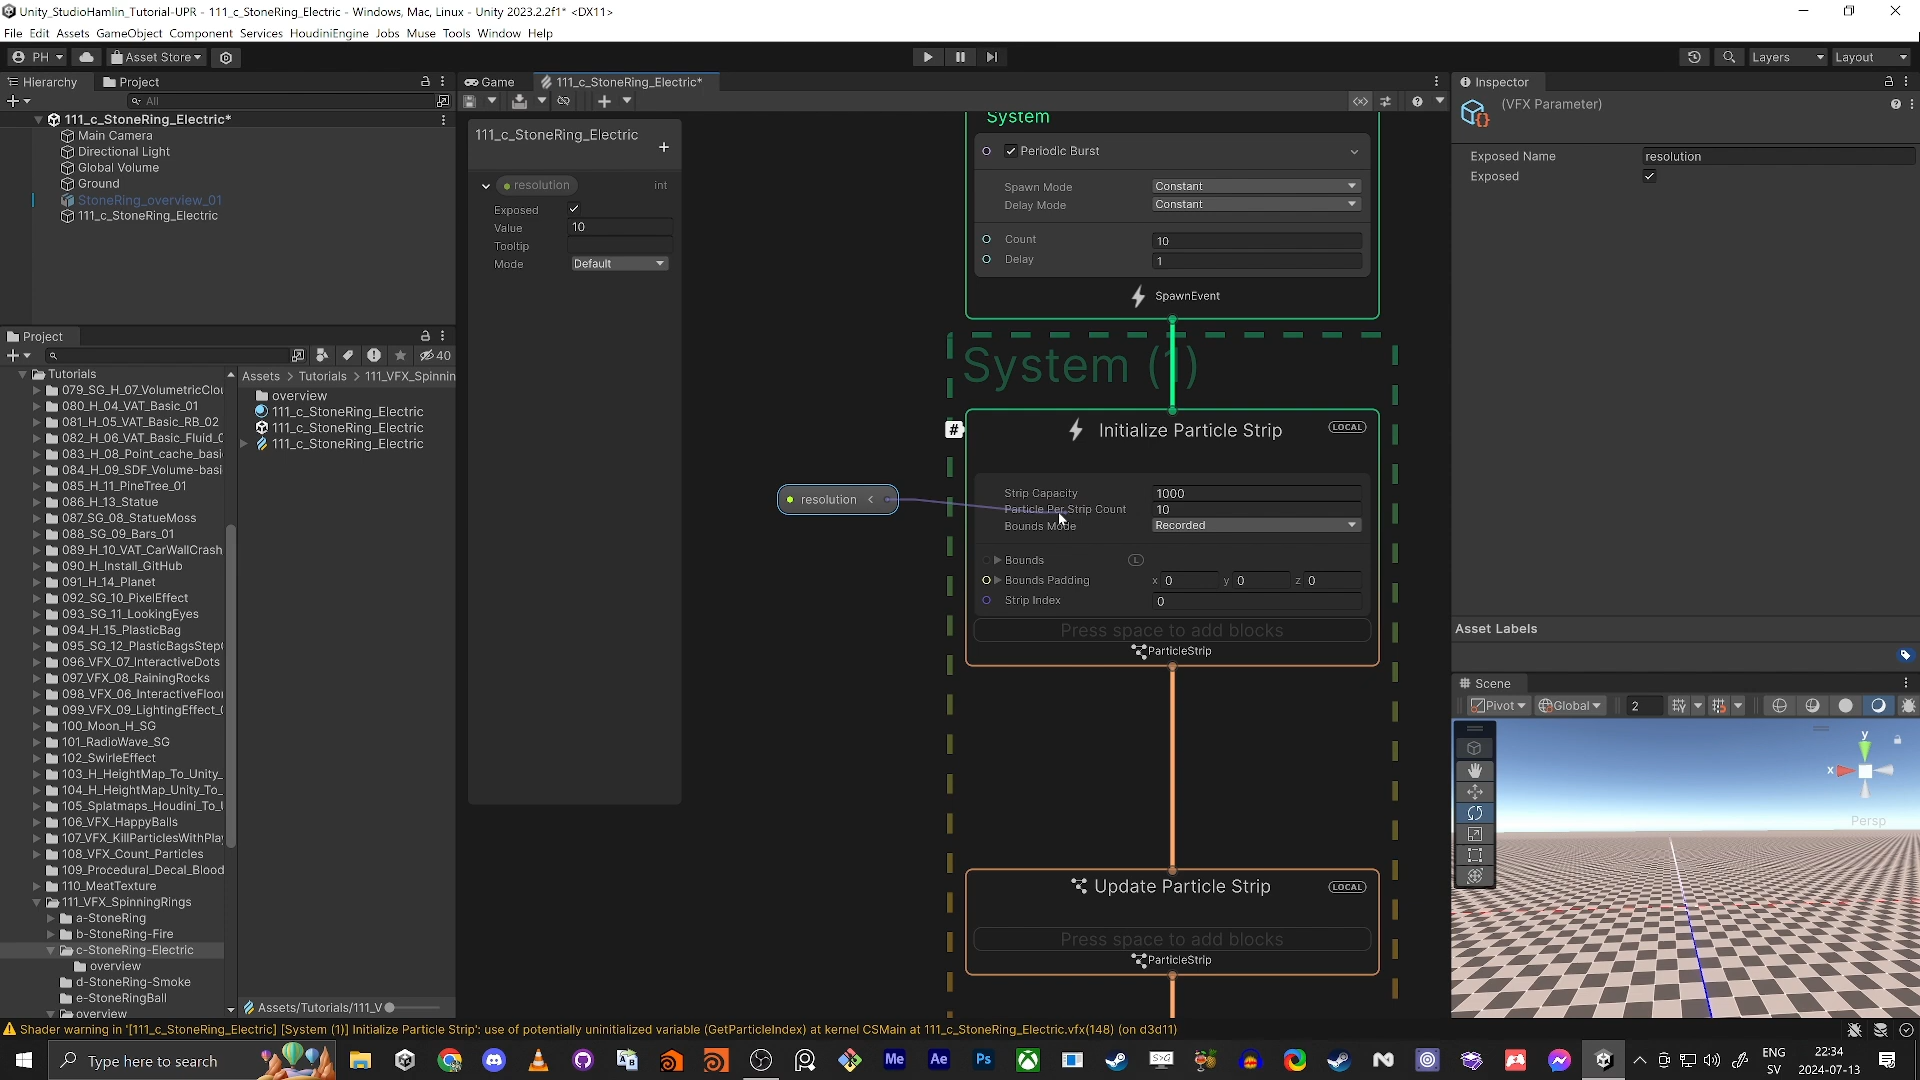 Unity_StudioHamlin_Tutorial-UPR - 111_c_StoneRing_Electric - Windows, Mac, Linux - Unity 2023.2.2f1* <DX11>
File Edit Assets GameObject Component Services HoudiniEngine Jobs Muse Tools Window Help
PH Asset Store Layers Layout
Hierarchy Project
All
111_c_StoneRing_Electric*
Main Camera
Directional Light
Global Volume
Ground
StoneRing_overview_01
111_c_StoneRing_Electric
Project
40
Tutorials
079_SG_H_07_VolumetricClou
080_H_04_VAT_Basic_01
081_H_05_VAT_Basic_RB_02
082_H_06_VAT_Basic_Fluid_0
083_H_08_Point_cache_basi
084_H_09_SDF_Volume-basi
085_H_11_PineTree_01
086_H_13_Statue
087_SG_08_StatueMoss
088_SG_09_Bars_01
089_H_10_VAT_CarWallCrash
090_H_Install_GitHub
091_H_14_Planet
092_SG_10_PixelEffect
093_SG_11_LookingEyes
094_H_15_PlasticBag
095_SG_12_PlasticBagsStep
096_VFX_07_InteractiveDots
097_VFX_08_RainingRocks
098_VFX_06_InteractiveFloor
099_VFX_09_LightingEffect_
100_Moon_H_SG
101_RadioWave_SG
102_SwirleEffect
103_H_HeightMap_To_Unity_
104_H_HeightMap_Unity_To_
105_Splatmaps_Houdini_To_
106_VFX_HappyBalls
107_VFX_KillParticlesWithPla
108_VFX_Count_Particles
109_Procedural_Decal_Blood
110_MeatTexture
111_VFX_SpinningRings
a-StoneRing
b-StoneRing-Fire
c-StoneRing-Electric
overview
d-StoneRing-Smoke
e-StoneRingBall
overview
Assets > Tutorials > 111_VFX_Spinnin
overview
111_c_StoneRing_Electric
111_c_StoneRing_Electric
111_c_StoneRing_Electric
Assets/Tutorials/111_V
Game 111_c_StoneRing_Electric*
111_c_StoneRing_Electric
resolution int
Exposed
Value 10
Tooltip
Mode Default
resolution
System
Periodic Burst
Spawn Mode Constant
Delay Mode Constant
Count 10
Delay 1
SpawnEvent
System (1)
#
Initialize Particle Strip LOCAL
Strip Capacity 1000
Particle Per Strip Count 10
Bounds Mode Recorded
Bounds L
Bounds Padding x 0 y 0 z 0
Strip Index 0
Press space to add blocks
ParticleStrip
Update Particle Strip LOCAL
Press space to add blocks
ParticleStrip
Inspector
(VFX Parameter)
Exposed Name resolution
Exposed
Asset Labels
Scene
Pivot Global 2
y
x
Persp
Shader warning in '[111_c_StoneRing_Electric] [System (1)] Initialize Particle Strip': use of potentially uninitialized variable (GetParticleIndex) at kernel CSMain at 111_c_StoneRing_Electric.vfx(148) (on d3d11)
Type here to search
Me Ae Ps
ENG
SV
22:34
2024-07-13